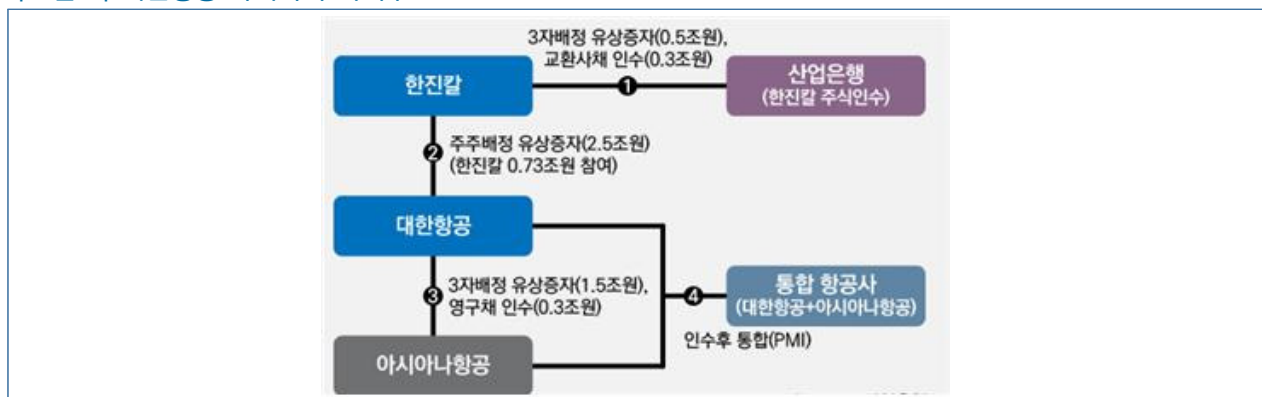 3자배정 유상증자(0.5조원),
교환사채 인수(0.3조원)
한진칼
❶
산업은행
(한진칼 주식인수)
❷
주주배정 유상증자(2.5조원)
(한진칼 0.73조원 참여)
대한항공
❸
3자배정 유상증자(1.5조원),
영구채 인수(0.3조원)
❹
통합 항공사
(대한항공+아시아나항공)
인수후 통합(PMI)
아시아나항공